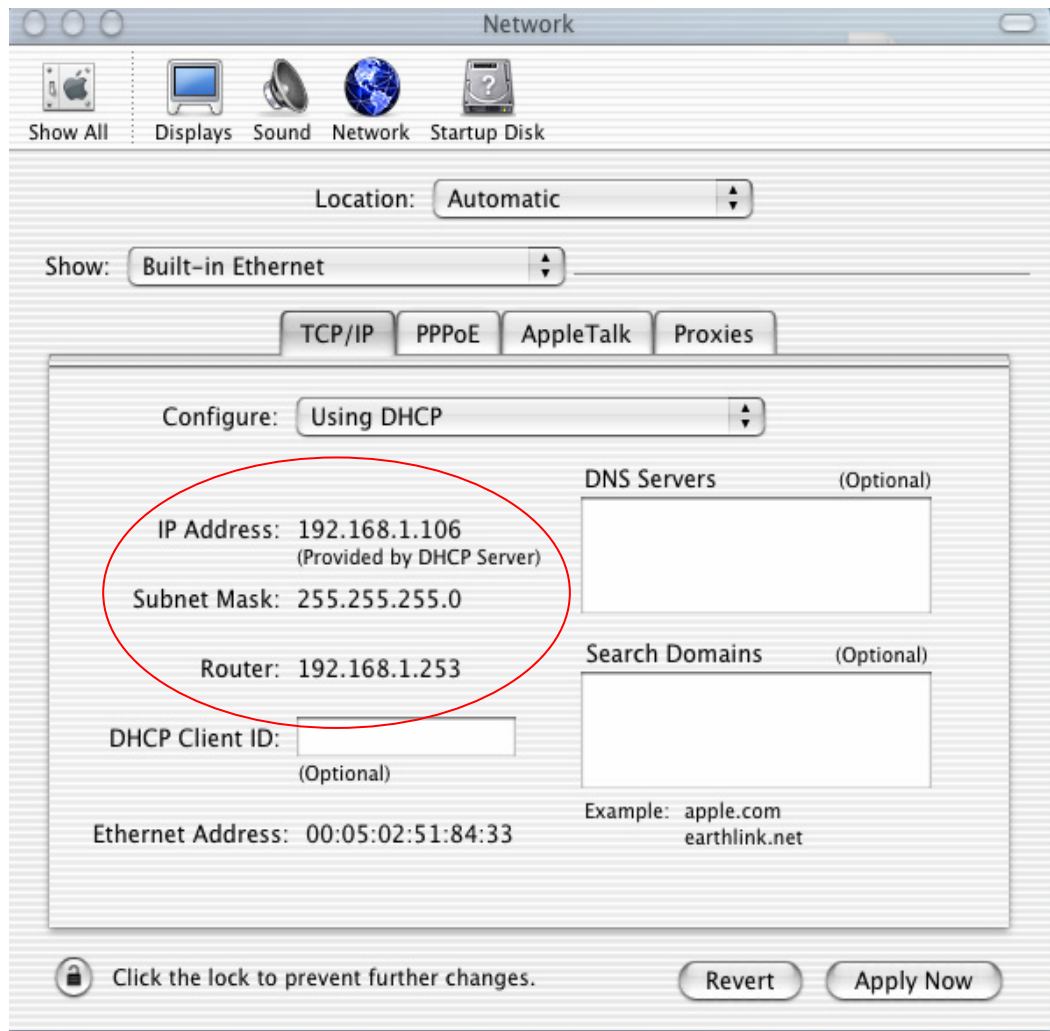 Network
Show All Displays Sound Network Startup Disk
Location: Automatic
Show: Built-in Ethernet
TCP/IP PPPoE AppleTalk Proxies
Configure: Using DHCP
DNS Servers (Optional)
IP Address: 192.168.1.106
(Provided by DHCP Server)
Subnet Mask: 255.255.255.0
Search Domains (Optional)
Router: 192.168.1.253
DHCP Client ID:
(Optional)
Example: apple.com
earthlink.net
Ethernet Address: 00:05:02:51:84:33
Click the lock to prevent further changes.
Revert Apply Now